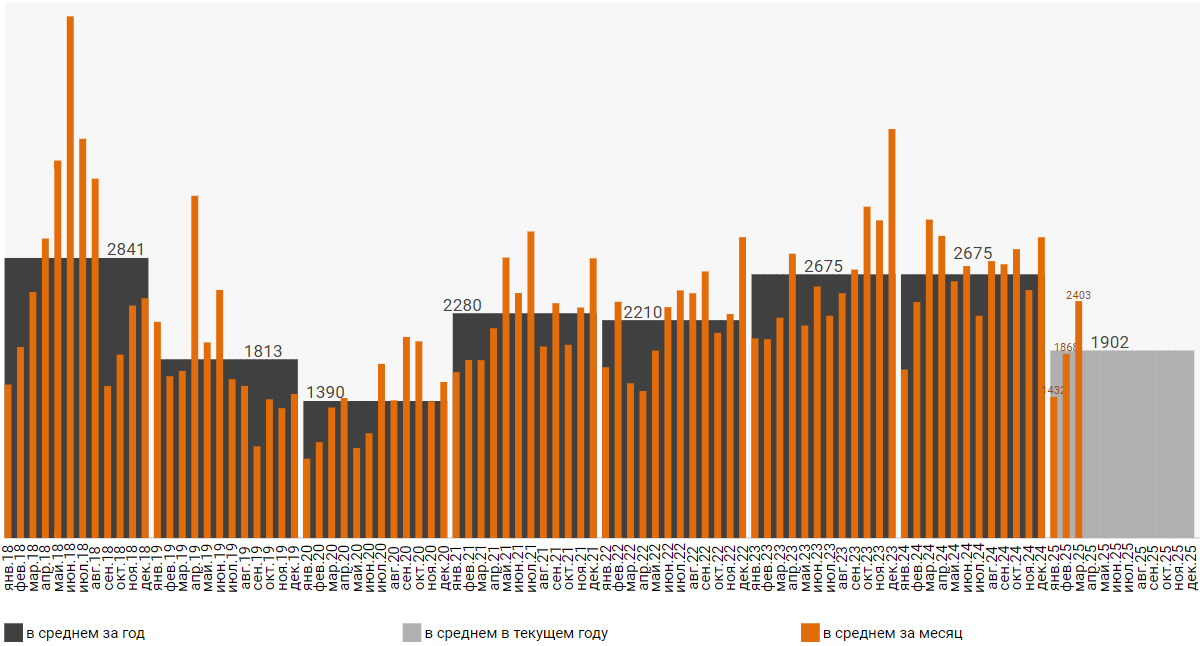 2841
1813
1390
2280
2210
2675
2675
1432
1868
2403
1902
янв.18
фев.18
мар.18
апр.18
май.18
июн.18
июл.18
авг.18
сен.18
окт.18
ноя.18
дек.18
янв.19
фев.19
мар.19
апр.19
май.19
июн.19
июл.19
авг.19
сен.19
окт.19
ноя.19
дек.19
янв.20
фев.20
мар.20
апр.20
май.20
июн.20
июл.20
авг.20
сен.20
окт.20
ноя.20
дек.20
янв.21
фев.21
мар.21
апр.21
май.21
июн.21
июл.21
авг.21
сен.21
окт.21
ноя.21
дек.21
янв.22
фев.22
мар.22
апр.22
май.22
июн.22
июл.22
авг.22
сен.22
окт.22
ноя.22
дек.22
янв.23
фев.23
мар.23
апр.23
май.23
июн.23
июл.23
авг.23
сен.23
окт.23
ноя.23
дек.23
янв.24
фев.24
мар.24
апр.24
май.24
июн.24
июл.24
авг.24
сен.24
окт.24
ноя.24
дек.24
янв.25
фев.25
мар.25
апр.25
май.25
июн.25
июл.25
авг.25
сен.25
окт.25
ноя.25
дек.25
в среднем за год
в среднем в текущем году
в среднем за месяц